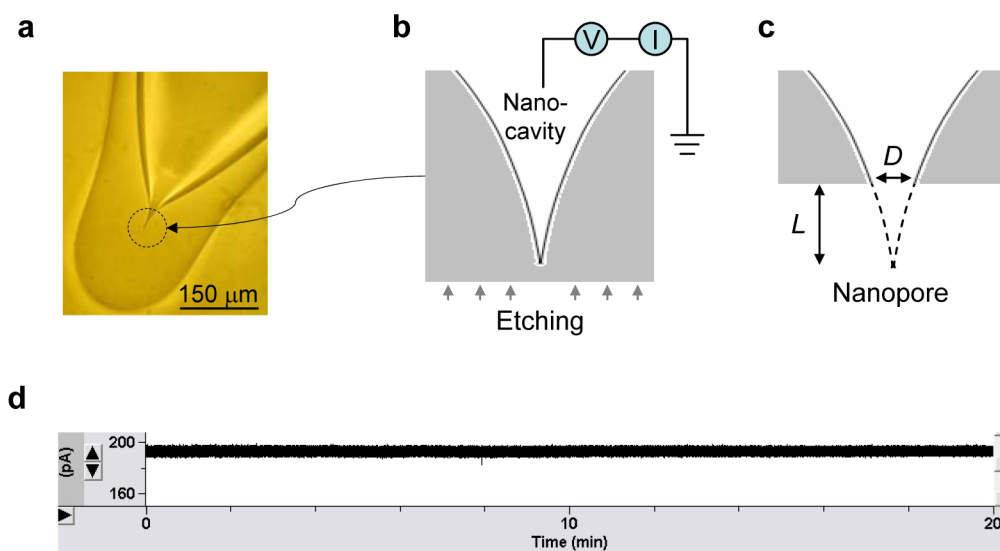 a
b
c
V
I
Nano-
cavity
D
L
150 μm
Etching
Nanopore
d
(pA)
200
160
0
10
20
Time (min)